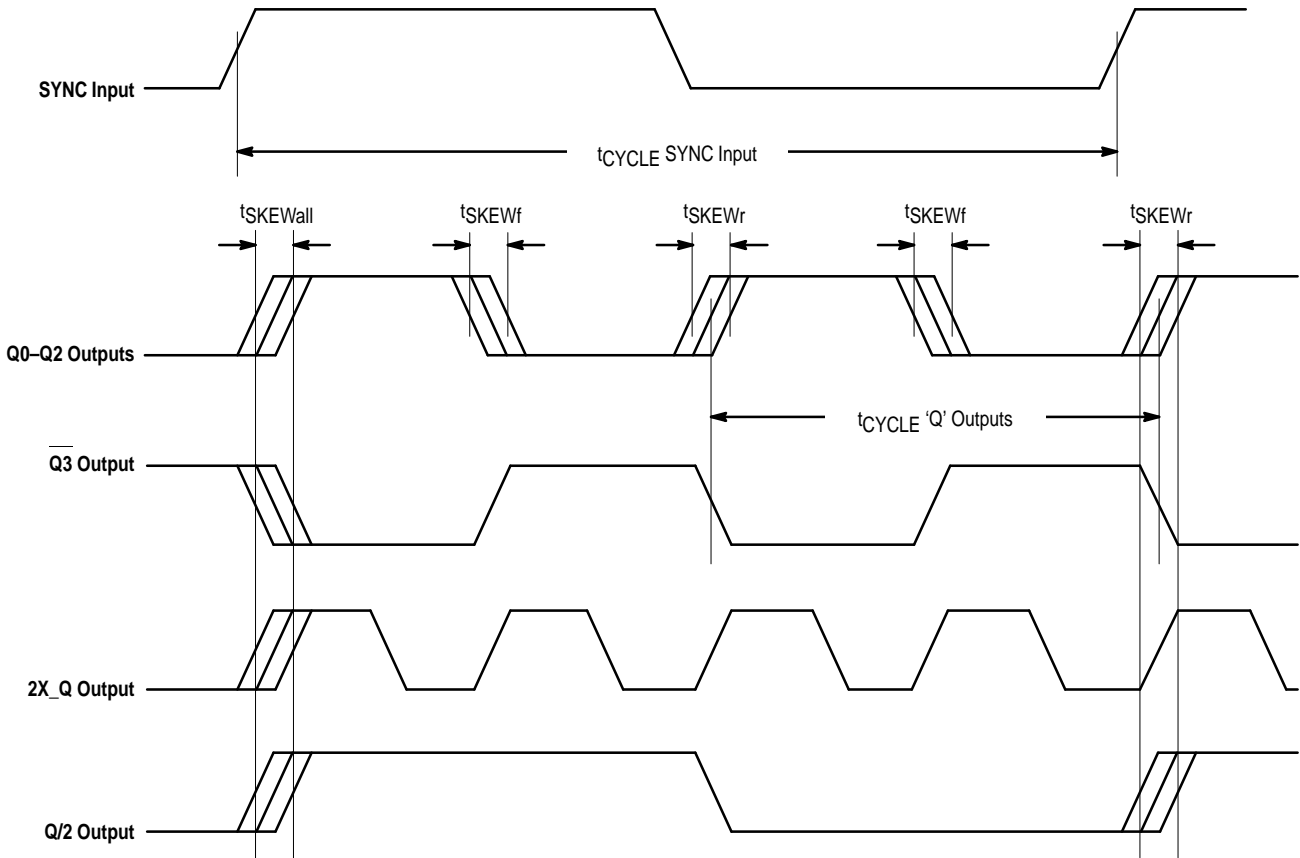 SYNC Input
tCYCLE SYNC Input
tSKEWall
tSKEWf
tSKEWr
tSKEWf
tSKEWr
Q0–Q2 Outputs
tCYCLE ‘Q’ Outputs
Q3 Output
2X_Q Output
Q/2 Output